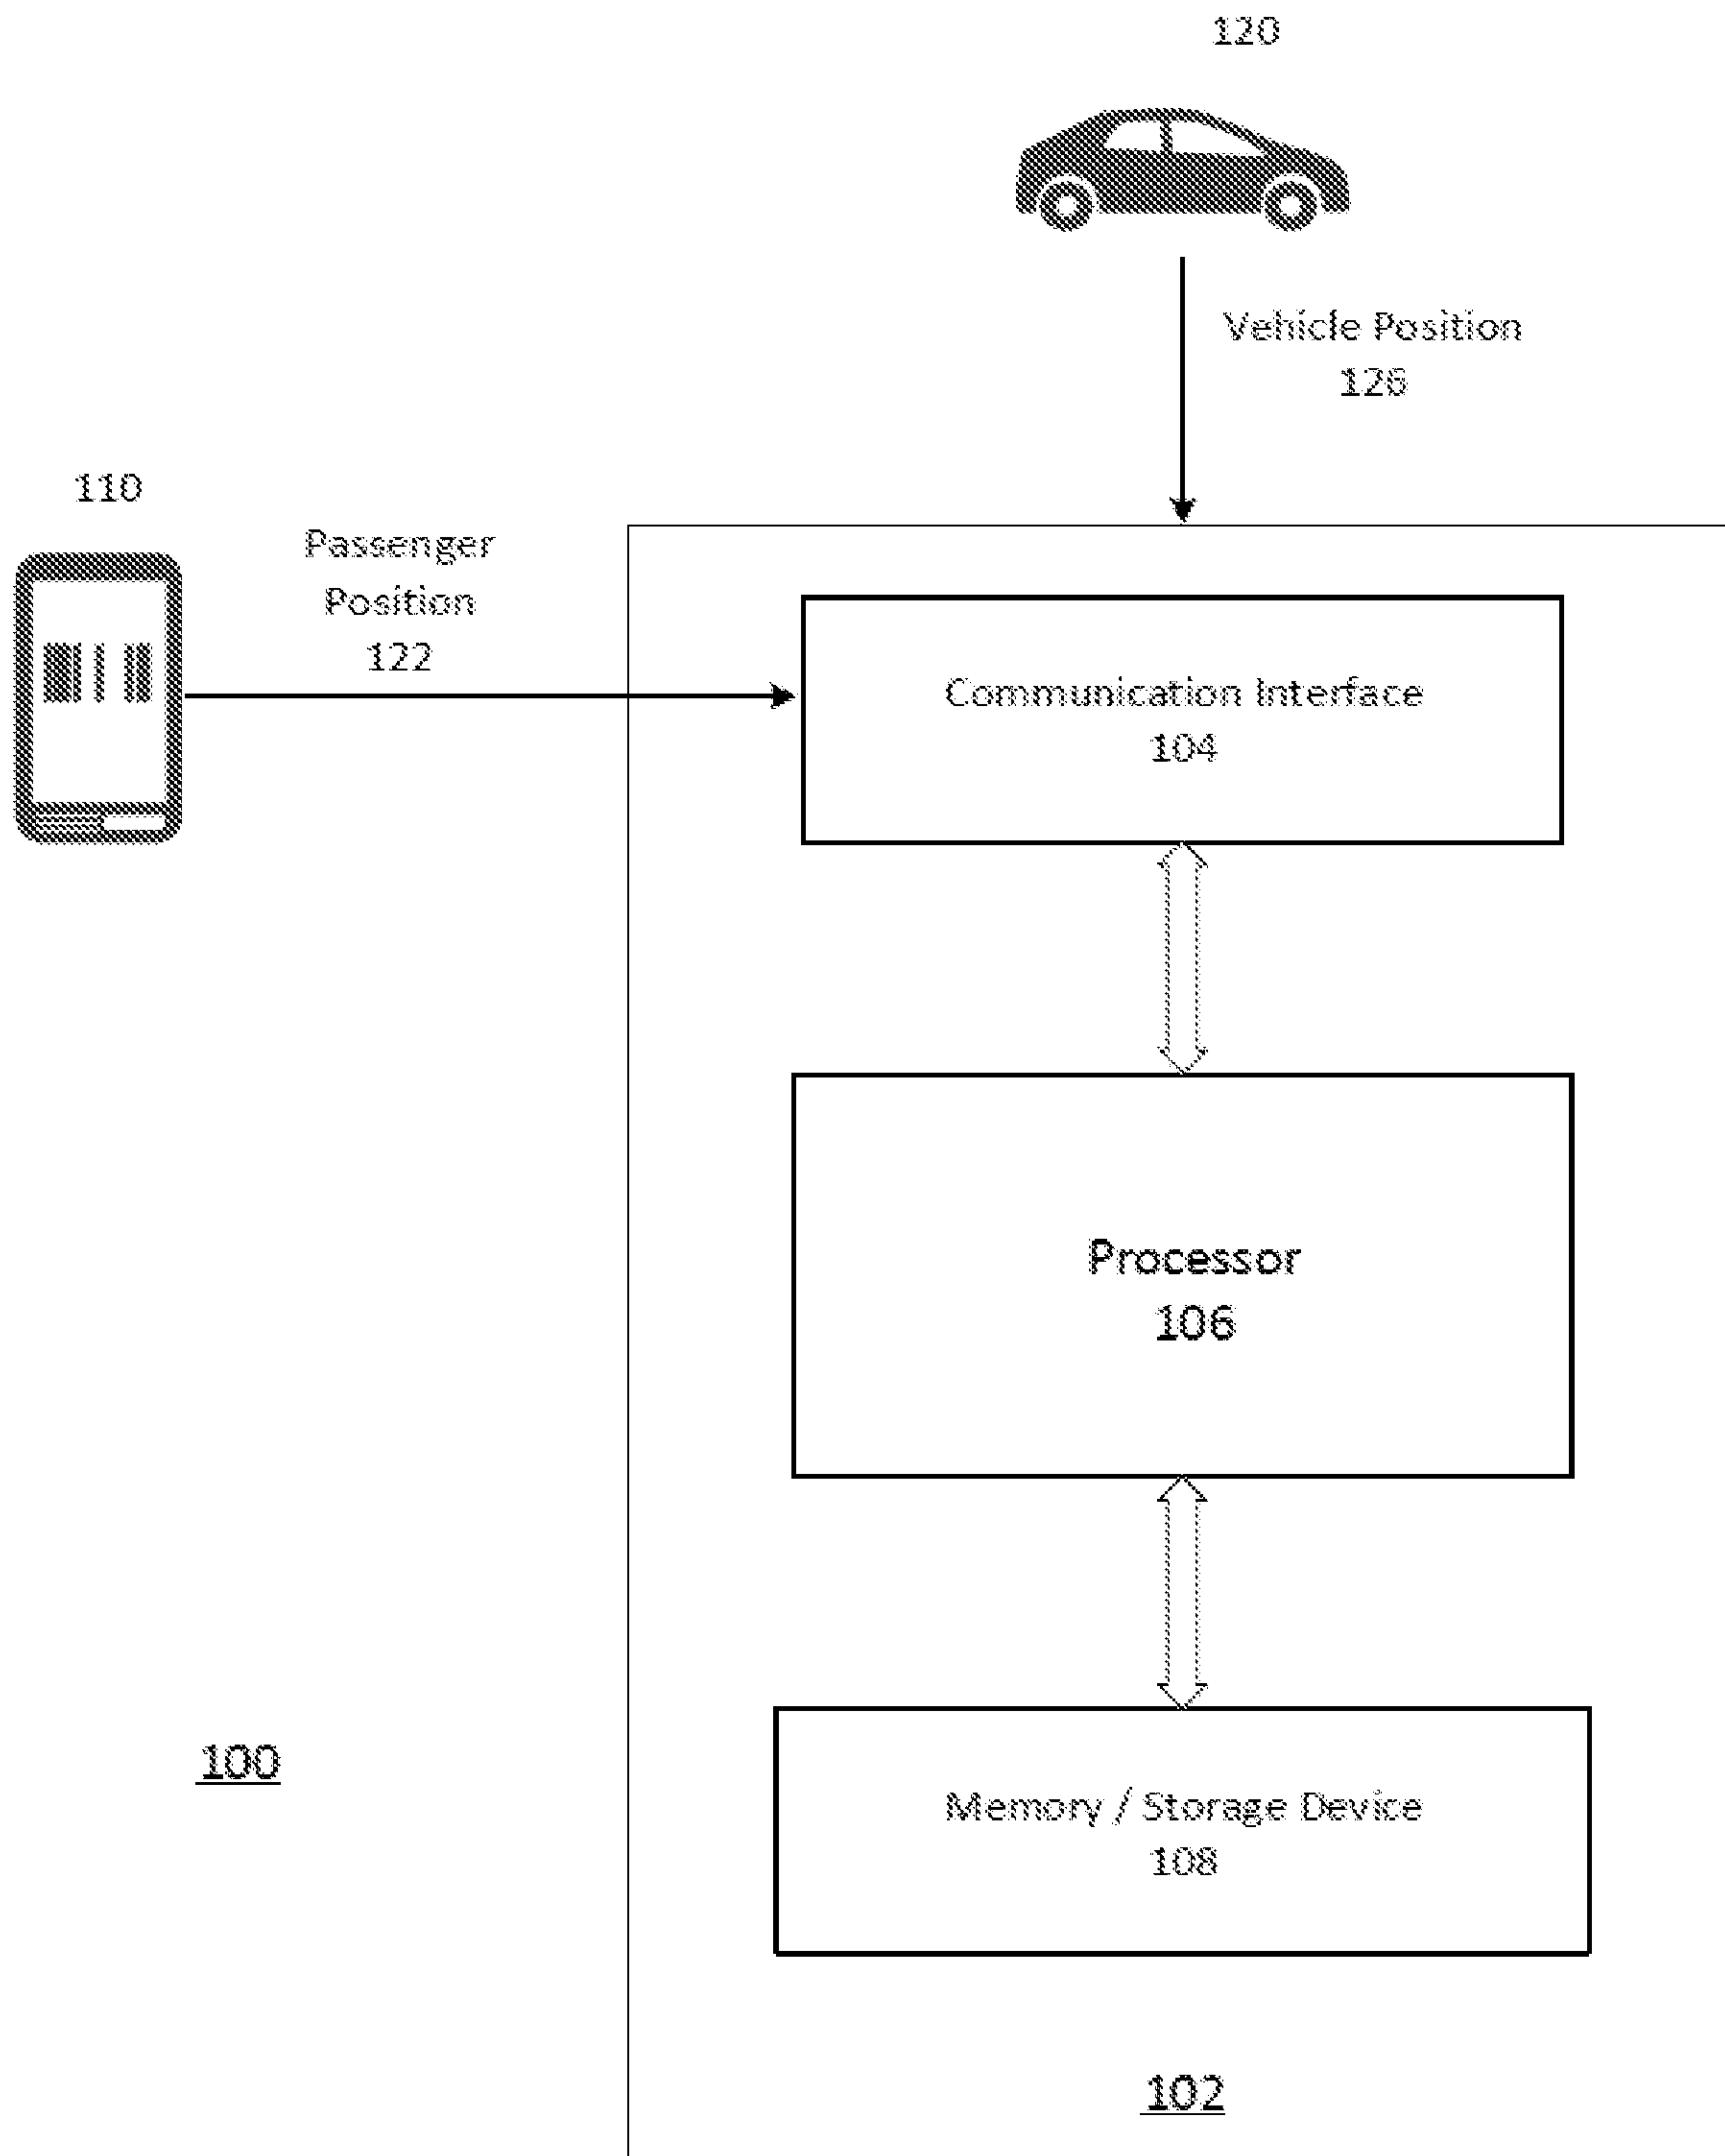 120
Vehicle Position
126
110
Passenger
Position
122
Communication Interface
104
Processor
106
100
Memory / Storage Device
108
102